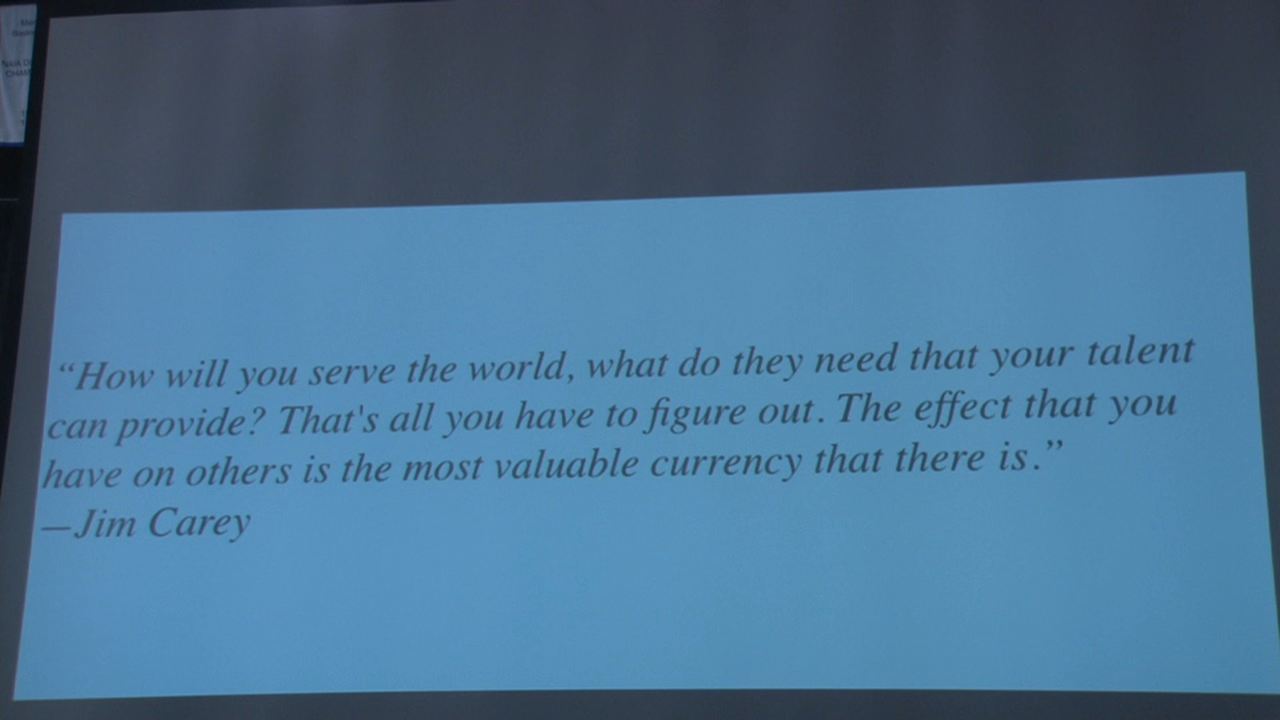 “How will you serve the world, what do they need that your talent
can provide? That's all you have to figure out. The effect that you
have on others is the most valuable currency that there is.”
—Jim Carey